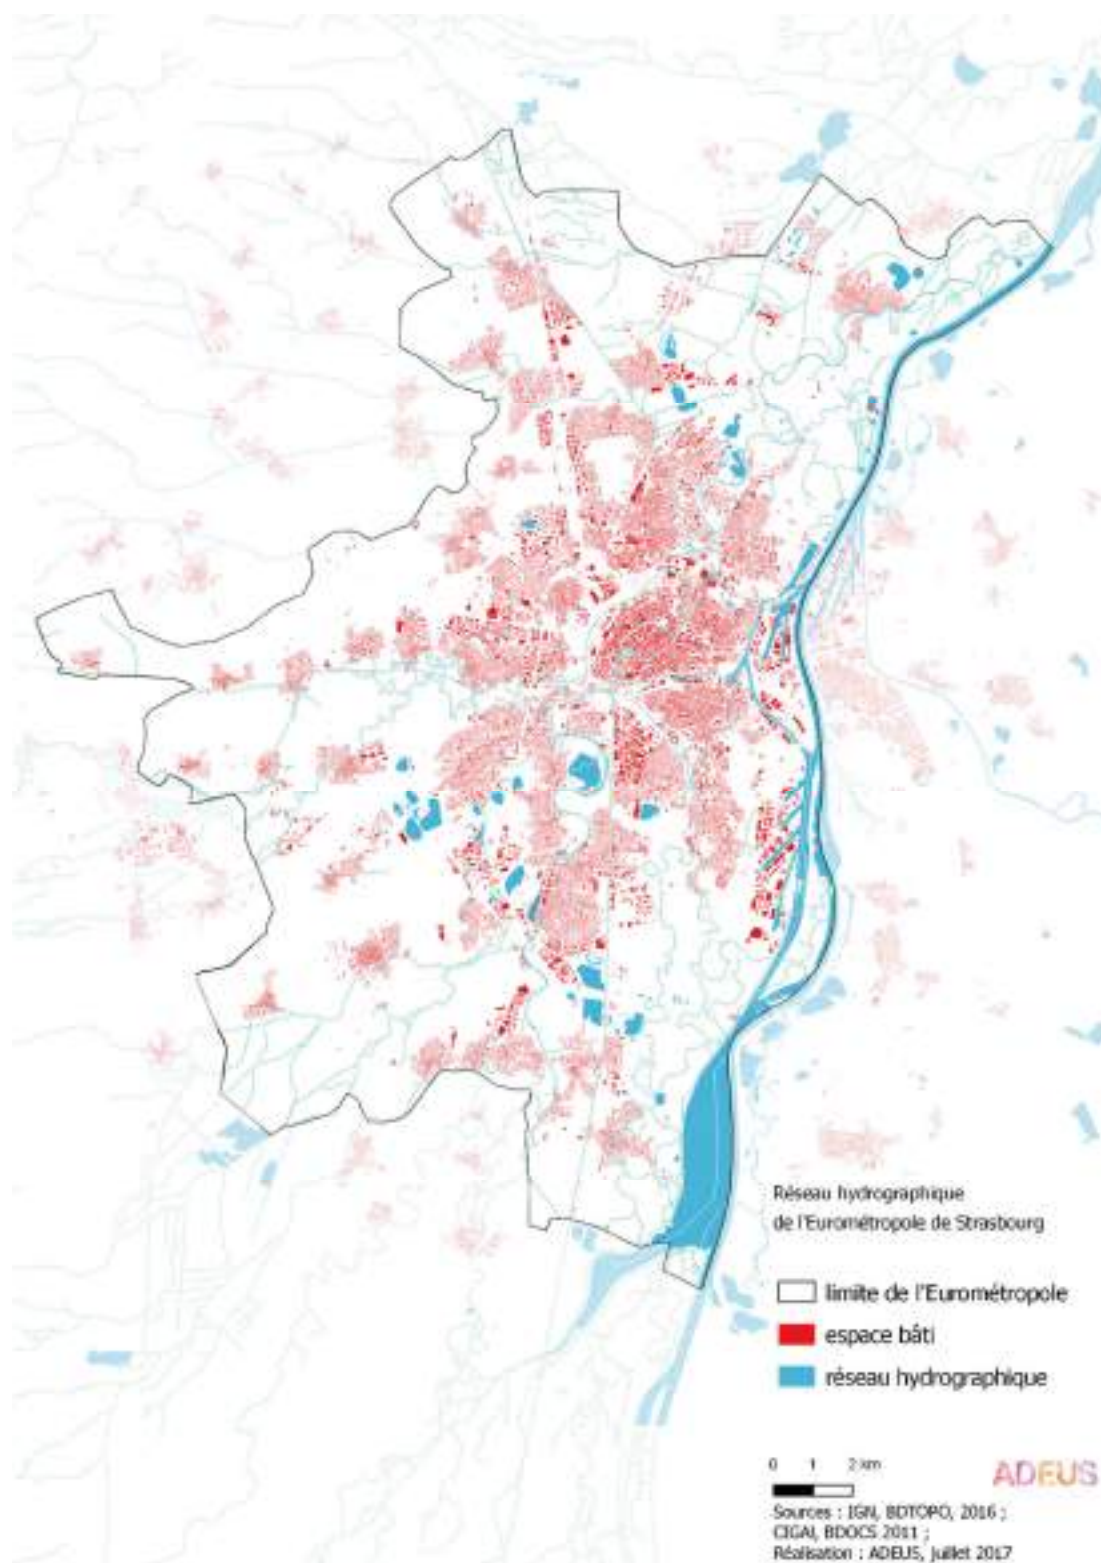 Réseau hydrographique
de l'Eurométropole de Strasbourg
limite de l'Eurométropole
espace bâti
réseau hydrographique
0 1 2 km
ADEUS
Sources : IGN, BDTOPO, 2016 ;
CIGAL, BDOCS 2011 ;
Réalisation : ADEUS, juillet 2017